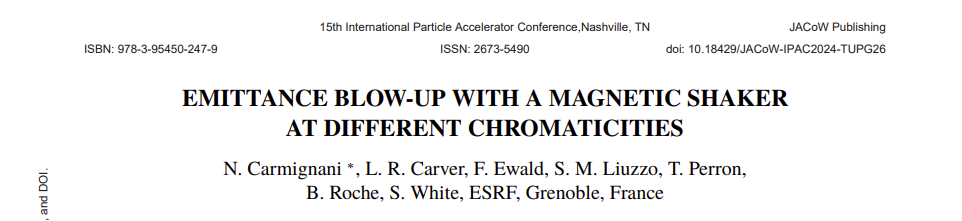 15th International Particle Accelerator Conference,Nashville, TN
JACoW Publishing
ISBN: 978-3-95450-247-9
ISSN: 2673-5490
doi: 10.18429/JACoW-IPAC2024-TUPG26
EMITTANCE BLOW-UP WITH A MAGNETIC SHAKER
AT DIFFERENT CHROMATICITIES
N. Carmignani *, L. R. Carver, F. Ewald, S. M. Liuzzo, T. Perron,
B. Roche, S. White, ESRF, Grenoble, France
, and DOI.